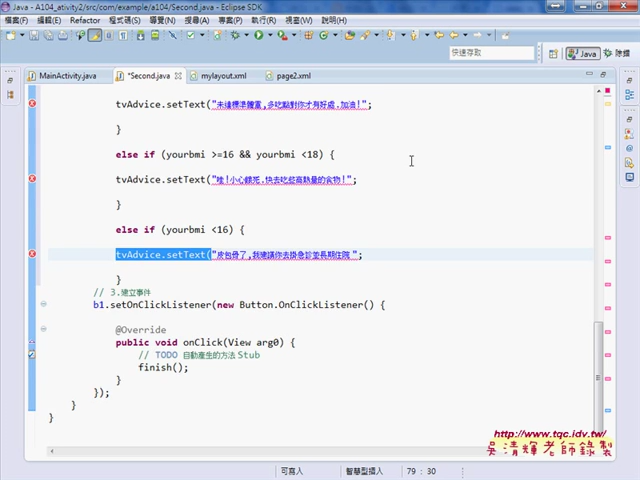 Java - A104_ativity2/src/com/example/a104/Second.java - Eclipse SDK
檔案(F) 編輯(E) Refactor 程式碼(S) 導覽(N) 搜尋(A) 專案(P) 執行(R) 視窗(W) 說明(H)
快速存取 Java 除錯
MainActivity.java *Second.java mylayout.xml page2.xml
tvAdvice.setText("未達標準體重,多吃點對你才有好處.加油!";
}
else if (yourbmi >=16 && yourbmi <18) {
tvAdvice.setText("哇!小心餓死.快去吃些高熱量的食物!";
}
else if (yourbmi <16) {
tvAdvice.setText("皮包骨了,我建議你去掛急診並長期住院";
}
// 3.建立事件
b1.setOnClickListener(new Button.OnClickListener() {
@Override
public void onClick(View arg0) {
// TODO 自動產生的方法 Stub
finish();
}
});
}
}
http://www.tqc.idv.tw/
吳清輝老師錄製
可寫入 智慧型插入 79 : 30